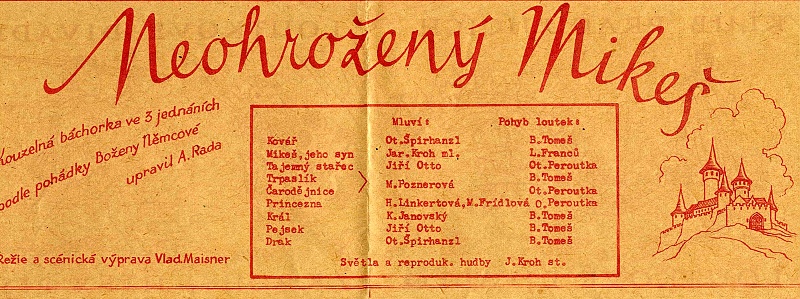 Neohrožený Mikeš
Kouzelná báchorka ve 3 jednáních
podle pohádky Boženy Němcové
upravil A.Rada
Mluví: Pohyb loutek:
Kovář Ot.Špirhanzl B.Tomeš
Mikeš,jeho syn Jar.Kroh ml. L.Franců
Tajemný stařec Jiří Otto Ot.Peroutka
Trpaslík B.Tomeš
M.Poznerová
Čarodějnice Ot.Peroutka
Princezna H.Linkertová,M.Frídlová O.Peroutka
Král K.Janovský B.Tomeš
Pejsek Jiří Otto B.Tomeš
Drak Ot.Špirhanzl B.Tomeš
Světla a reproduk. hudby J.Kroh st.
Režie a scénická výprava Vlad.Maisner